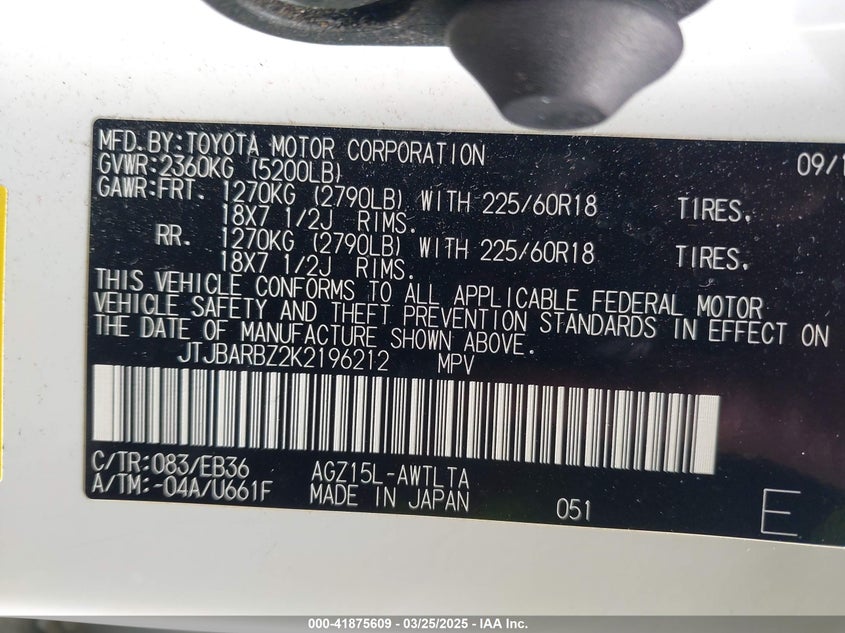 MFD. BY: TOYOTA MOTOR CORPORATION 09/1
GVWR: 2360KG (5200LB)
GAWR: FRT. 1270KG (2790LB) WITH 225/60R18 TIRES,
18X7 1/2J RIMS.
RR. 1270KG (2790LB) WITH 225/60R18 TIRES,
18X7 1/2J RIMS.
THIS VEHICLE CONFORMS TO ALL APPLICABLE FEDERAL MOTOR
VEHICLE SAFETY AND THEFT PREVENTION STANDARDS IN EFFECT ON
THE DATE OF MANUFACTURE SHOWN ABOVE.
JTJBARBZ2K2196212 MPV
C/TR: 083/EB36 AGZ15L-AWTLTA
A/TM: -04A/U661F MADE IN JAPAN 051 E
000-41875609 - 03/25/2025 - IAA Inc.